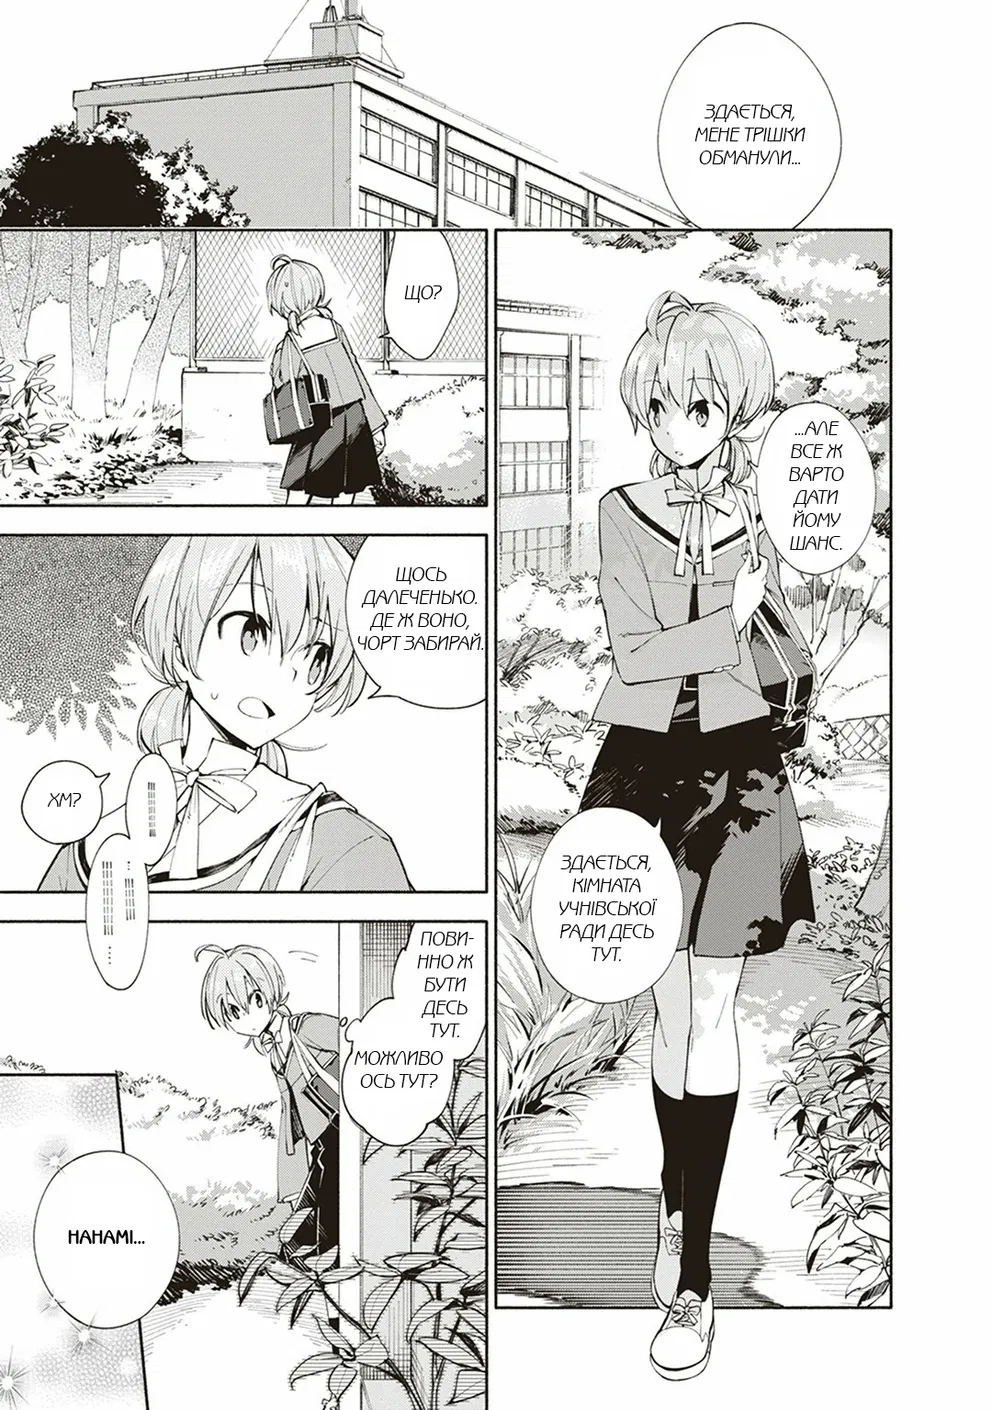 ЗДАЄТЬСЯ,
МЕНЕ ТРІШКИ
ОБМАНУЛИ...
...АЛЕ
ВСЕ Ж
ВАРТО
ДАТИ
ЙОМУ
ШАНС.
ЗДАЄТЬСЯ,
КІМНАТА
УЧНІВСЬКОЇ
РАДИ ДЕСЬ
ТУТ.
ЩО?
ЩОСЬ
ДАЛЕЧЕНЬКО.
ДЕ Ж ВОНО,
ЧОРТ ЗАБИРАЙ.
ХМ?
ПОВИ-
ННО Ж
БУТИ
ДЕСЬ
ТУТ.
МОЖЛИВО
ОСЬ ТУТ?
НАНАМІ...